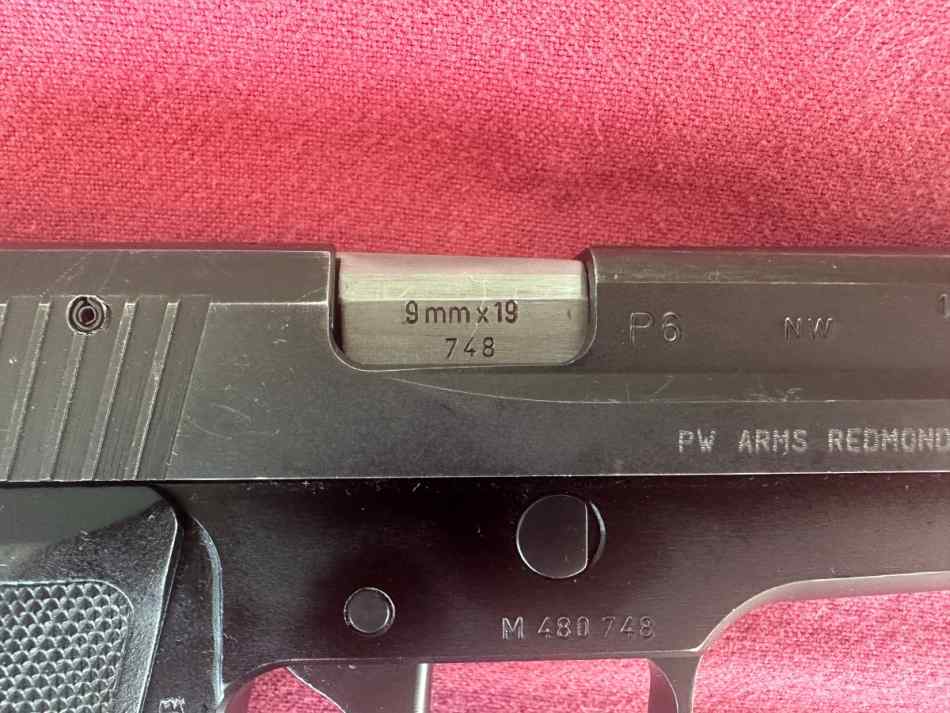 9mm x 19
748
P6 NW
PW ARMS REDMOND
M 480 748